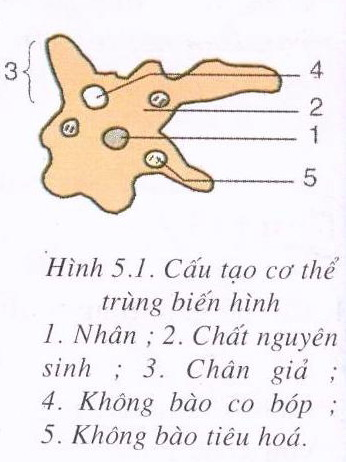 3
4
2
1
5
Hình 5.1. Cấu tạo cơ thể
trùng biến hình
1. Nhân ; 2. Chất nguyên
sinh ; 3. Chân giả ;
4. Không bào co bóp ;
5. Không bào tiêu hoá.